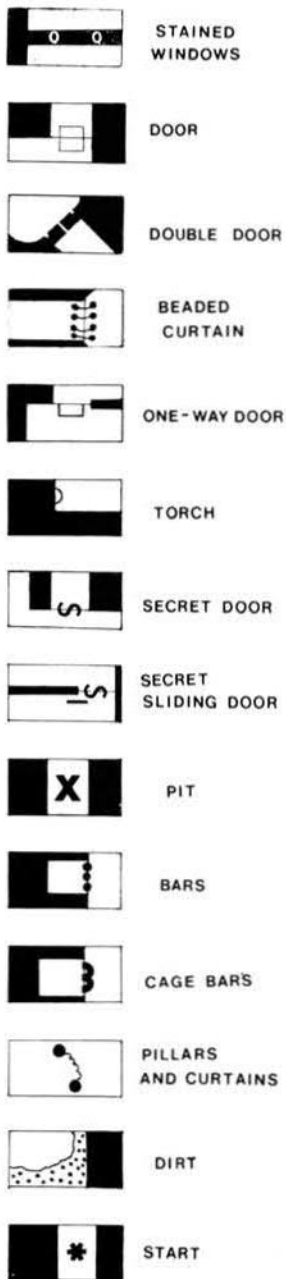 STAINED
WINDOWS
DOOR
DOUBLE DOOR
BEADED
CURTAIN
ONE-WAY DOOR
TORCH
S
SECRET DOOR
S
SECRET
SLIDING DOOR
X
PIT
BARS
CAGE BARS
PILLARS
AND CURTAINS
DIRT
*
START